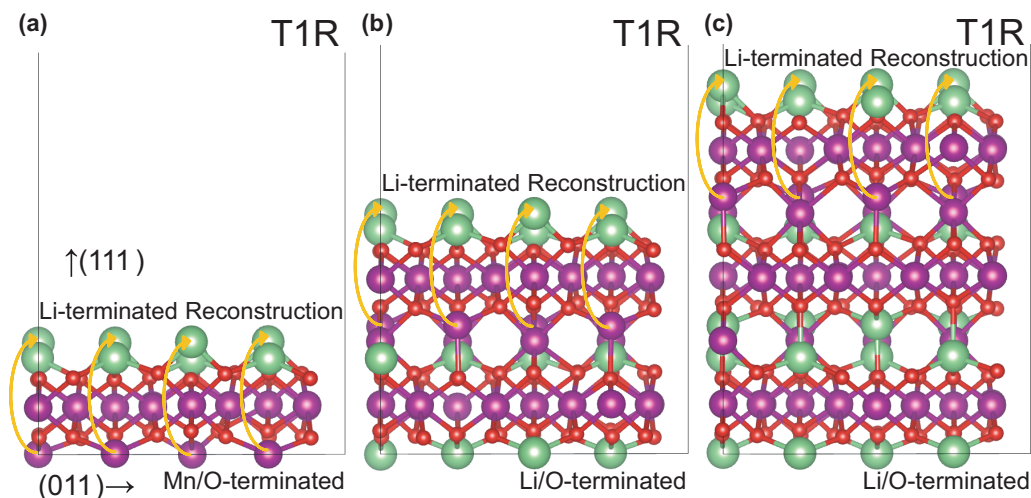 (a)
T1R
↑(111)
Li-terminated Reconstruction
(011)→
Mn/O-terminated
(b)
T1R
Li-terminated Reconstruction
Li/O-terminated
(c)
T1R
Li-terminated Reconstruction
Li/O-terminated